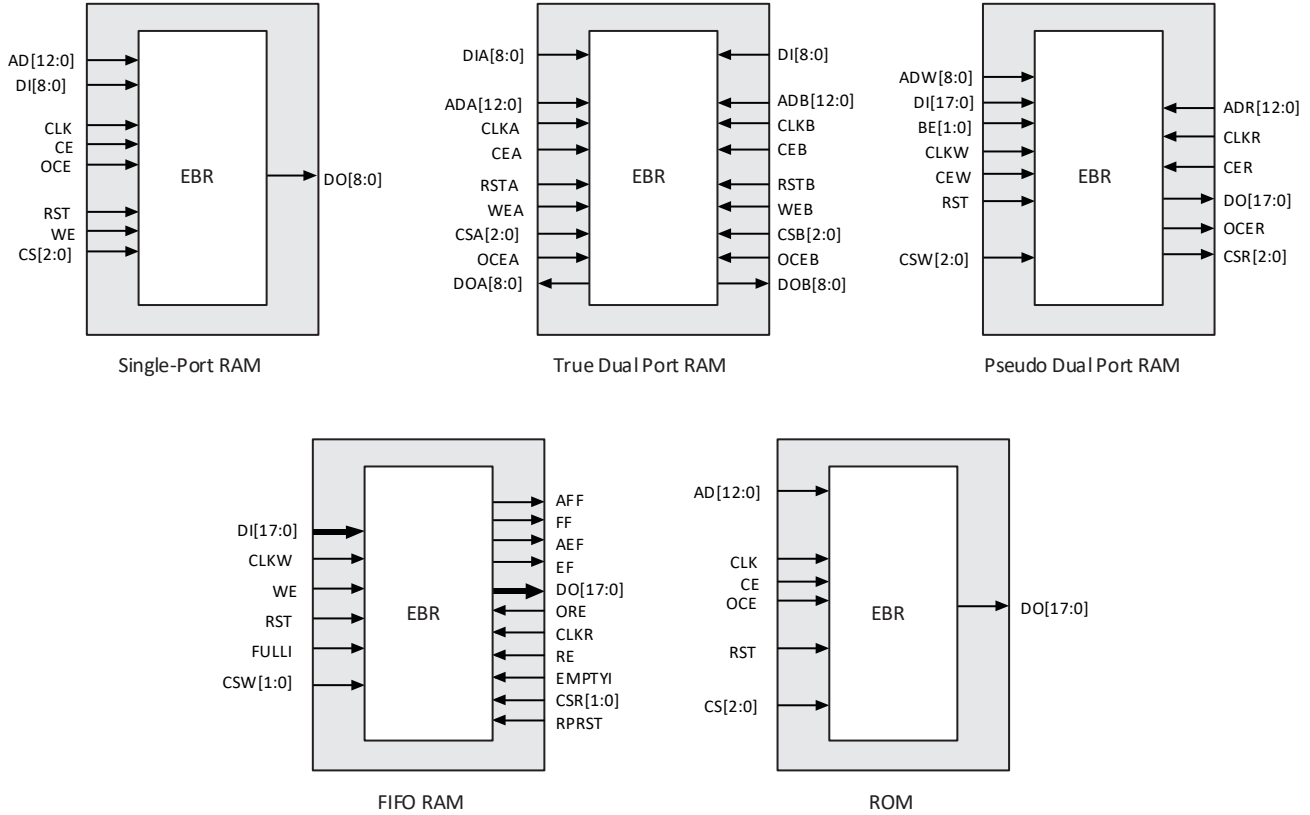 AD[12:0]
DI[8:0]
CLK
CE
OCE
RST
WE
CS[2:0]
EBR
DO[8:0]
Single-Port RAM
DIA[8:0]
ADA[12:0]
CLKA
CEA
RSTA
WEA
CSA[2:0]
OCEA
DOA[8:0]
EBR
DI[8:0]
ADB[12:0]
CLKB
CEB
RSTB
WEB
CSB[2:0]
OCEB
DOB[8:0]
True Dual Port RAM
ADW[8:0]
DI[17:0]
BE[1:0]
CLKW
CEW
RST
CSW[2:0]
EBR
ADR[12:0]
CLKR
CER
DO[17:0]
OCER
CSR[2:0]
Pseudo Dual Port RAM
DI[17:0]
CLKW
WE
RST
FULLI
CSW[1:0]
EBR
AFF
FF
AEF
EF
DO[17:0]
ORE
CLKR
RE
EMPTYI
CSR[1:0]
RPRST
FIFO RAM
AD[12:0]
CLK
CE
OCE
RST
CS[2:0]
EBR
DO[17:0]
ROM